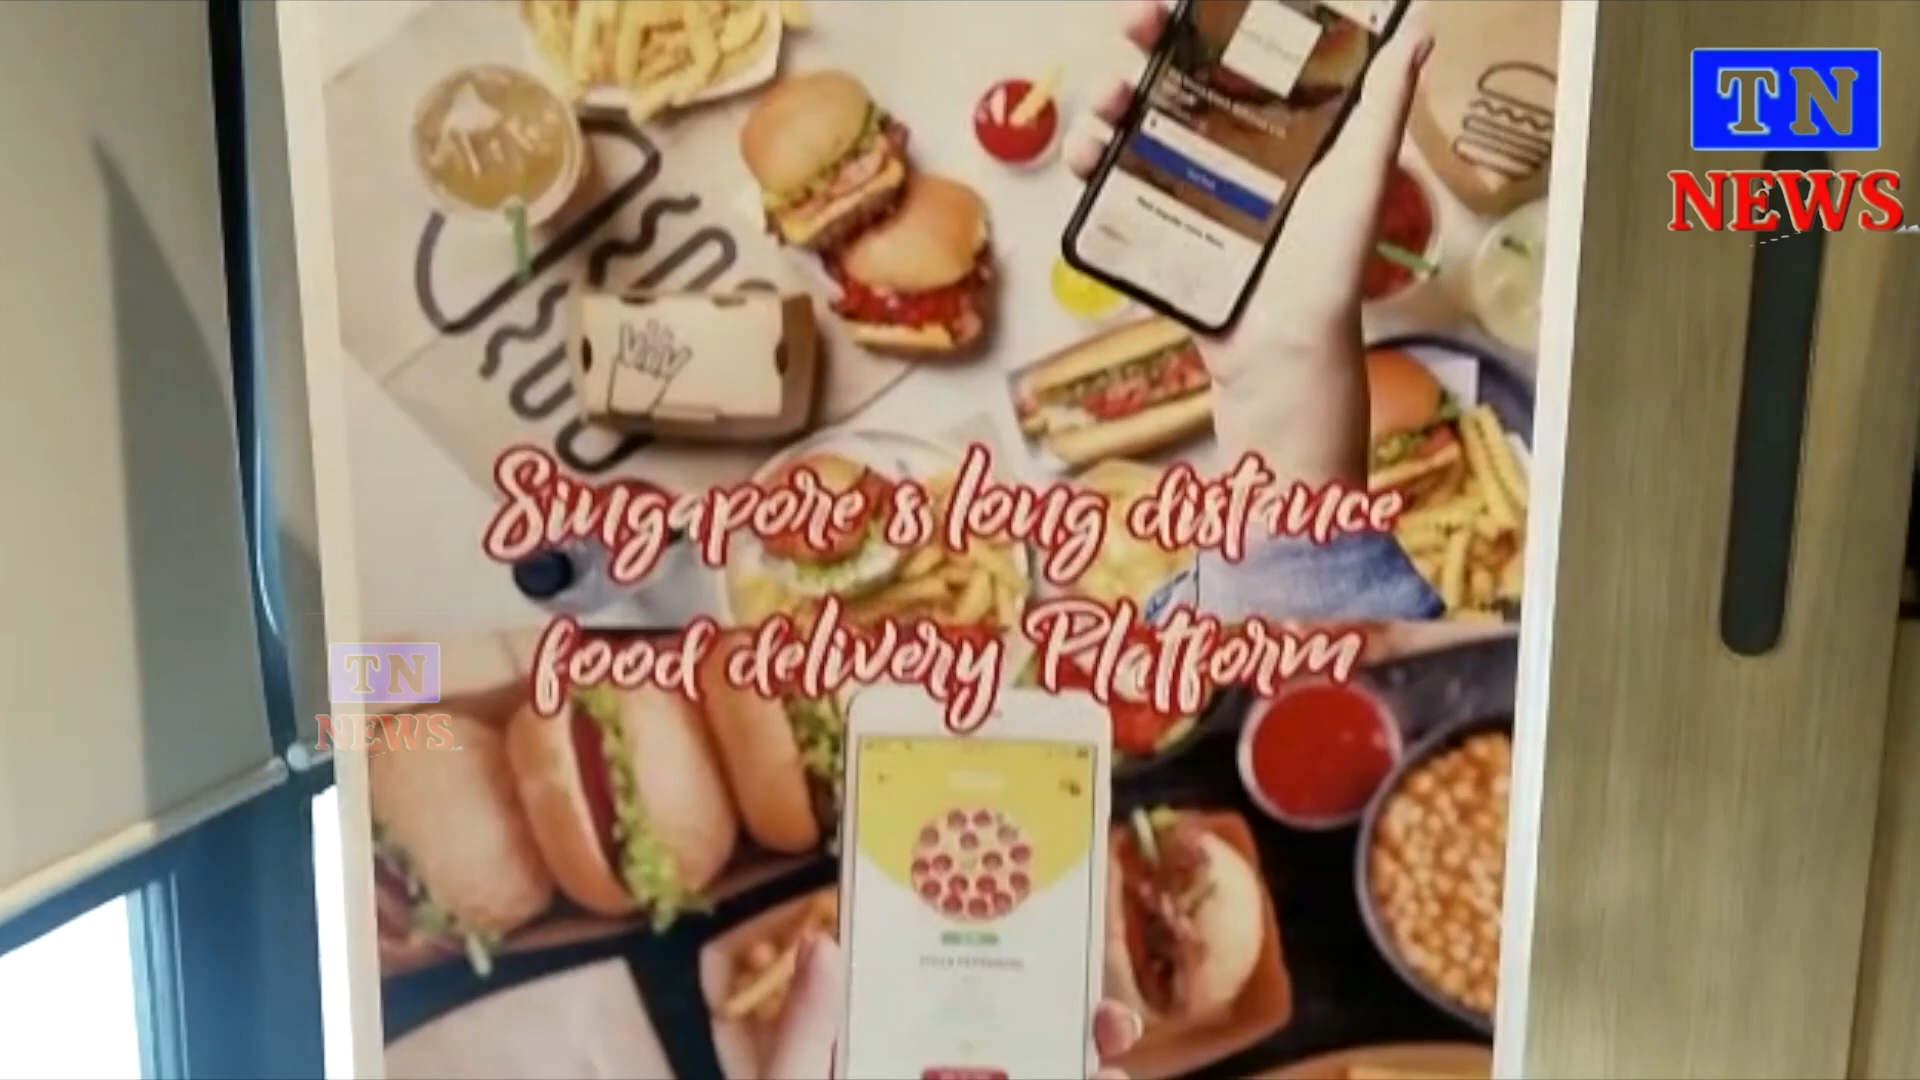 TN
NEWS
Singapore s long distance
food delivery Platform
TN
NEWS